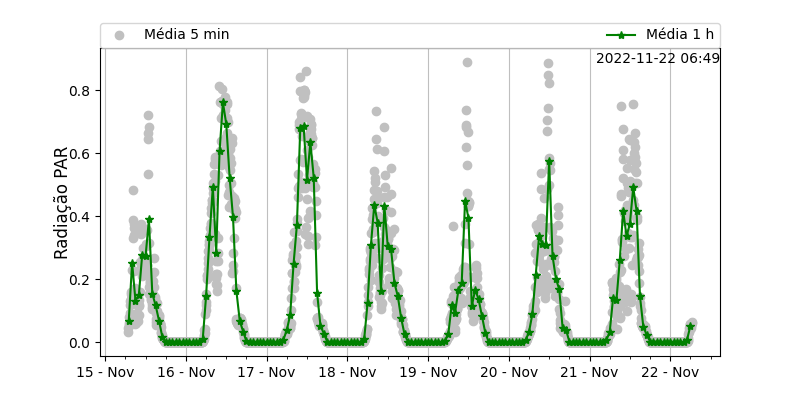 Média 5 min
Média 1 h
2022-11-22 06:49
Radiação PAR
0.8
0.6
0.4
0.2
0.0
15 - Nov
16 - Nov
17 - Nov
18 - Nov
19 - Nov
20 - Nov
21 - Nov
22 - Nov